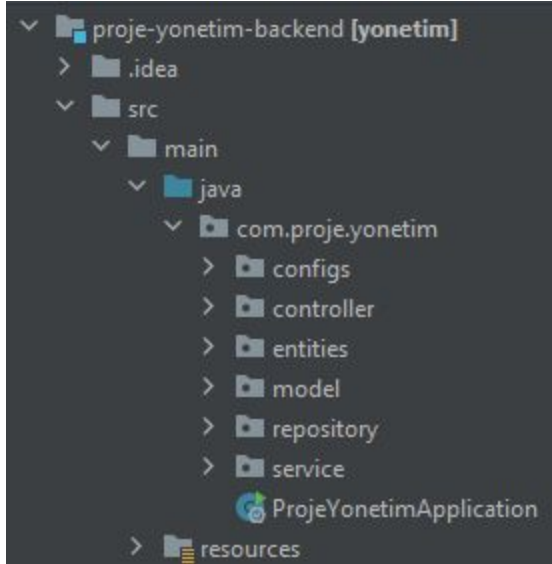 proje-yonetim-backend [yonetim]
.idea
src
main
java
com.proje.yonetim
configs
controller
entities
model
repository
service
ProjeYonetimApplication
resources